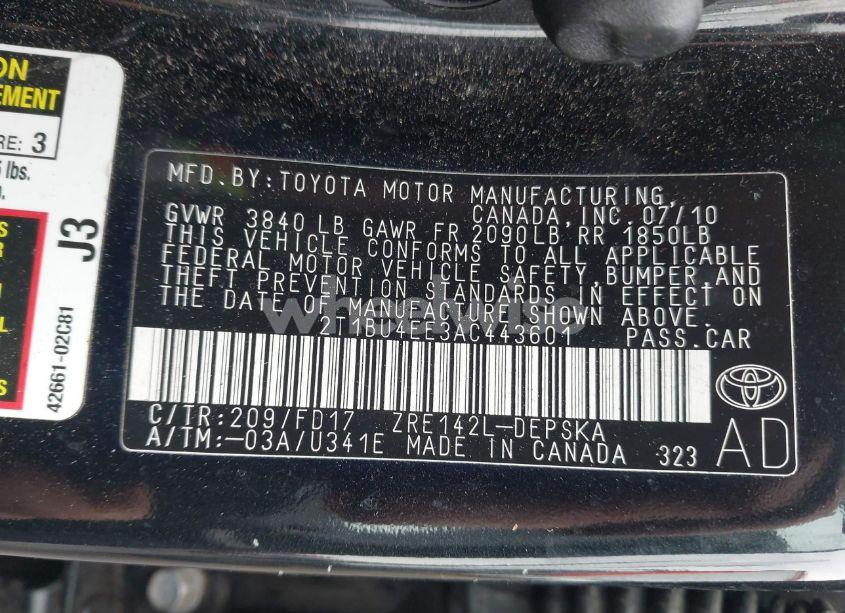 ON
EMENT
RE: 3
5 lbs.
J3
42661-02C81
MFD.BY:TOYOTA MOTOR MANUFACTURING,
CANADA,INC.07/10
GVWR 3840 LB GAWR FR 2090LB RR 1850LB
THIS VEHICLE CONFORMS TO ALL APPLICABLE
FEDERAL MOTOR VEHICLE SAFETY,BUMPER,AND
THEFT PREVENTION STANDARDS IN EFFECT ON
THE DATE OF MANUFACTURE SHOWN ABOVE.
2T1BU4EE3AC443601 PASS.CAR
C/TR:209/FD17 ZRE142L-DEPSKA
A/TM:-03A/U341E MADE IN CANADA 323
AD